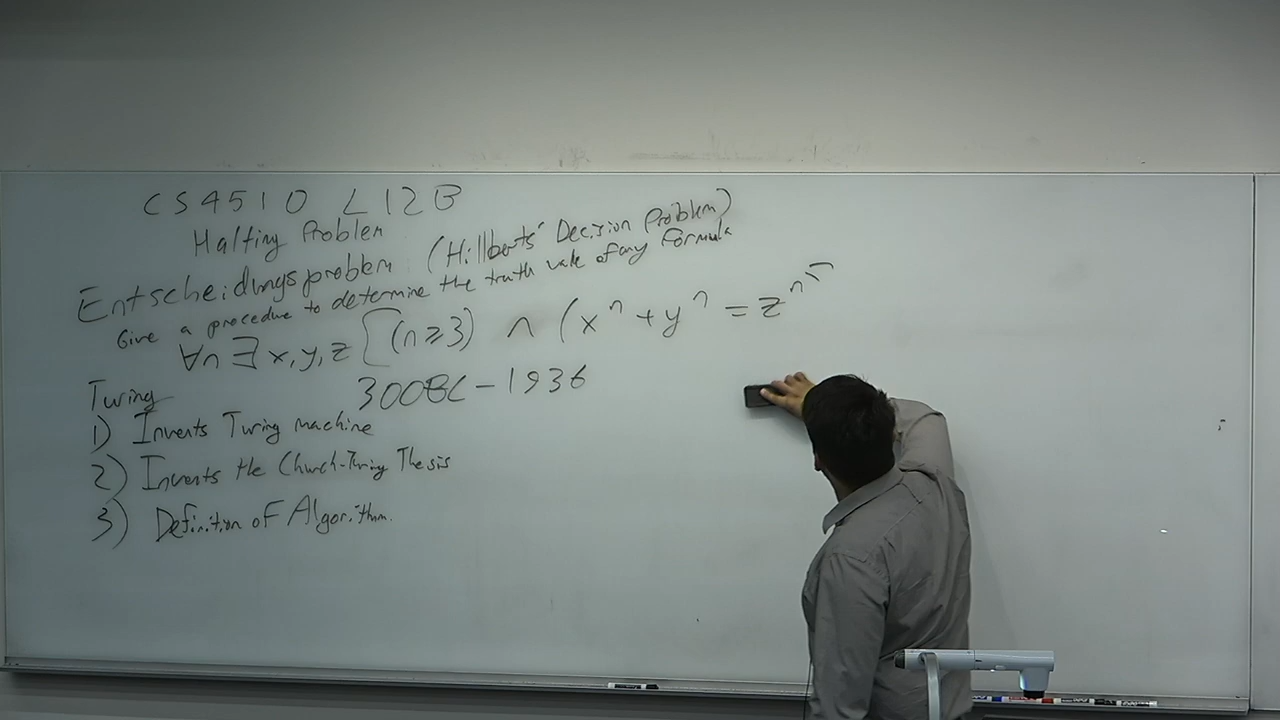 CS4510 L12B
Halting Problem
Entscheidungsproblem (Hillberts' Decision Problem)
Give a procedure to determine the truth value of any formula
∀n ∃ x, y, z [(n ≥ 3) ∧ (x^n + y^n = z^n)]
300BC - 1936
Turing
1) Invents Turing machine
2) Invents the Church-Turing Thesis
3) Definition of Algorithm.